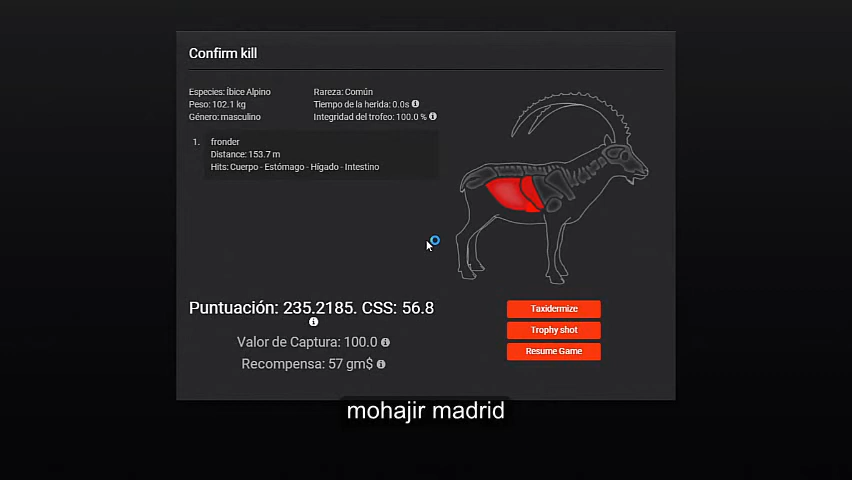 Confirm kill
Especies: Íbice Alpino
Peso: 102.1 kg
Género: masculino
Rareza: Común
Tiempo de la herida: 0.0s
Integridad del trofeo: 100.0 %
1. fronder
Distance: 153.7 m
Hits: Cuerpo - Estómago - Hígado - Intestino
Puntuación: 235.2185. CSS: 56.8
Valor de Captura: 100.0
Recompensa: 57 gm$
Taxidermize
Trophy shot
Resume Game
mohajir madrid